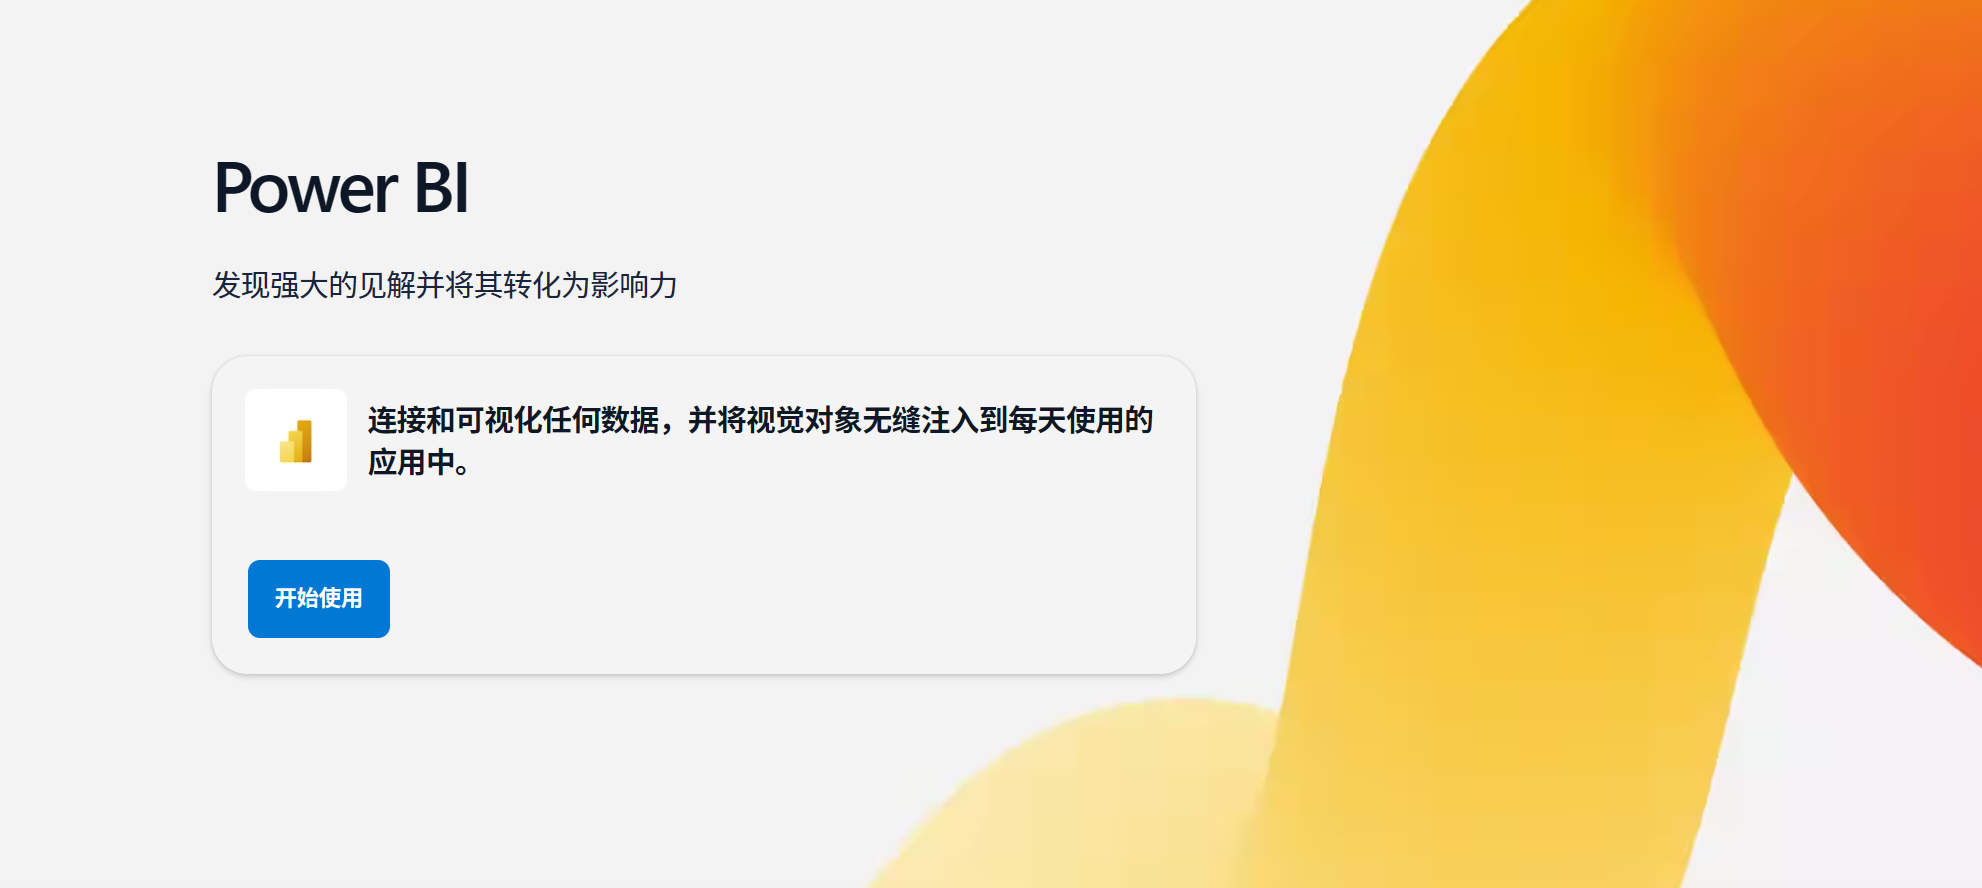 Power BI
发现强大的见解并将其转化为影响力
连接和可视化任何数据，并将视觉对象无缝注入到每天使用的
应用中。
开始使用